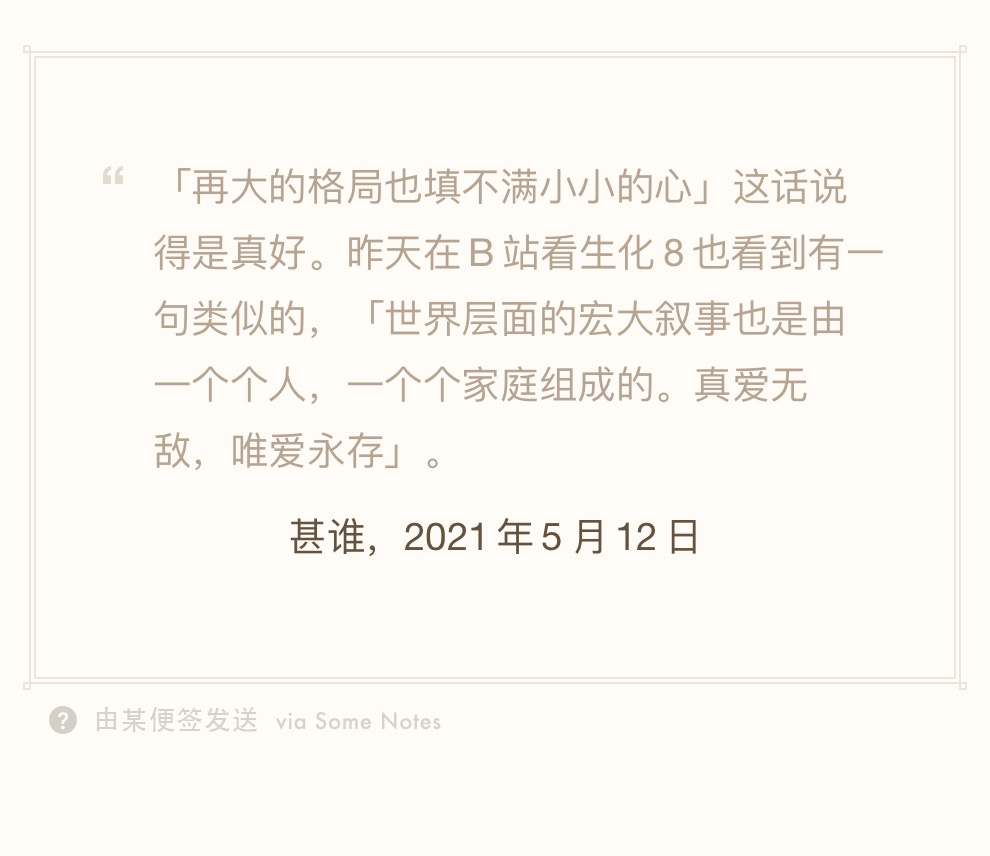 “ 「再大的格局也填不满小小的心」这话说
得是真好。昨天在 B 站看生化 8 也看到有一
句类似的，「世界层面的宏大叙事也是由
一个个人，一个个家庭组成的。真爱无
敌，唯爱永存」。
甚谁，2021 年 5 月 12 日
由某便签发送 via Some Notes